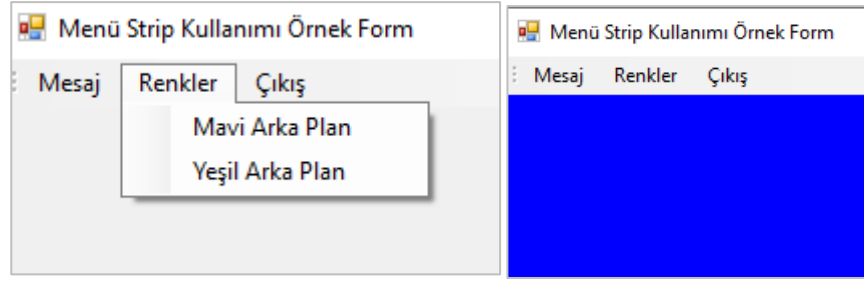 Menü Strip Kullanımı Örnek Form
Mesaj Renkler Çıkış
Mavi Arka Plan
Yeşil Arka Plan
Menü Strip Kullanımı Örnek Form
Mesaj Renkler Çıkış